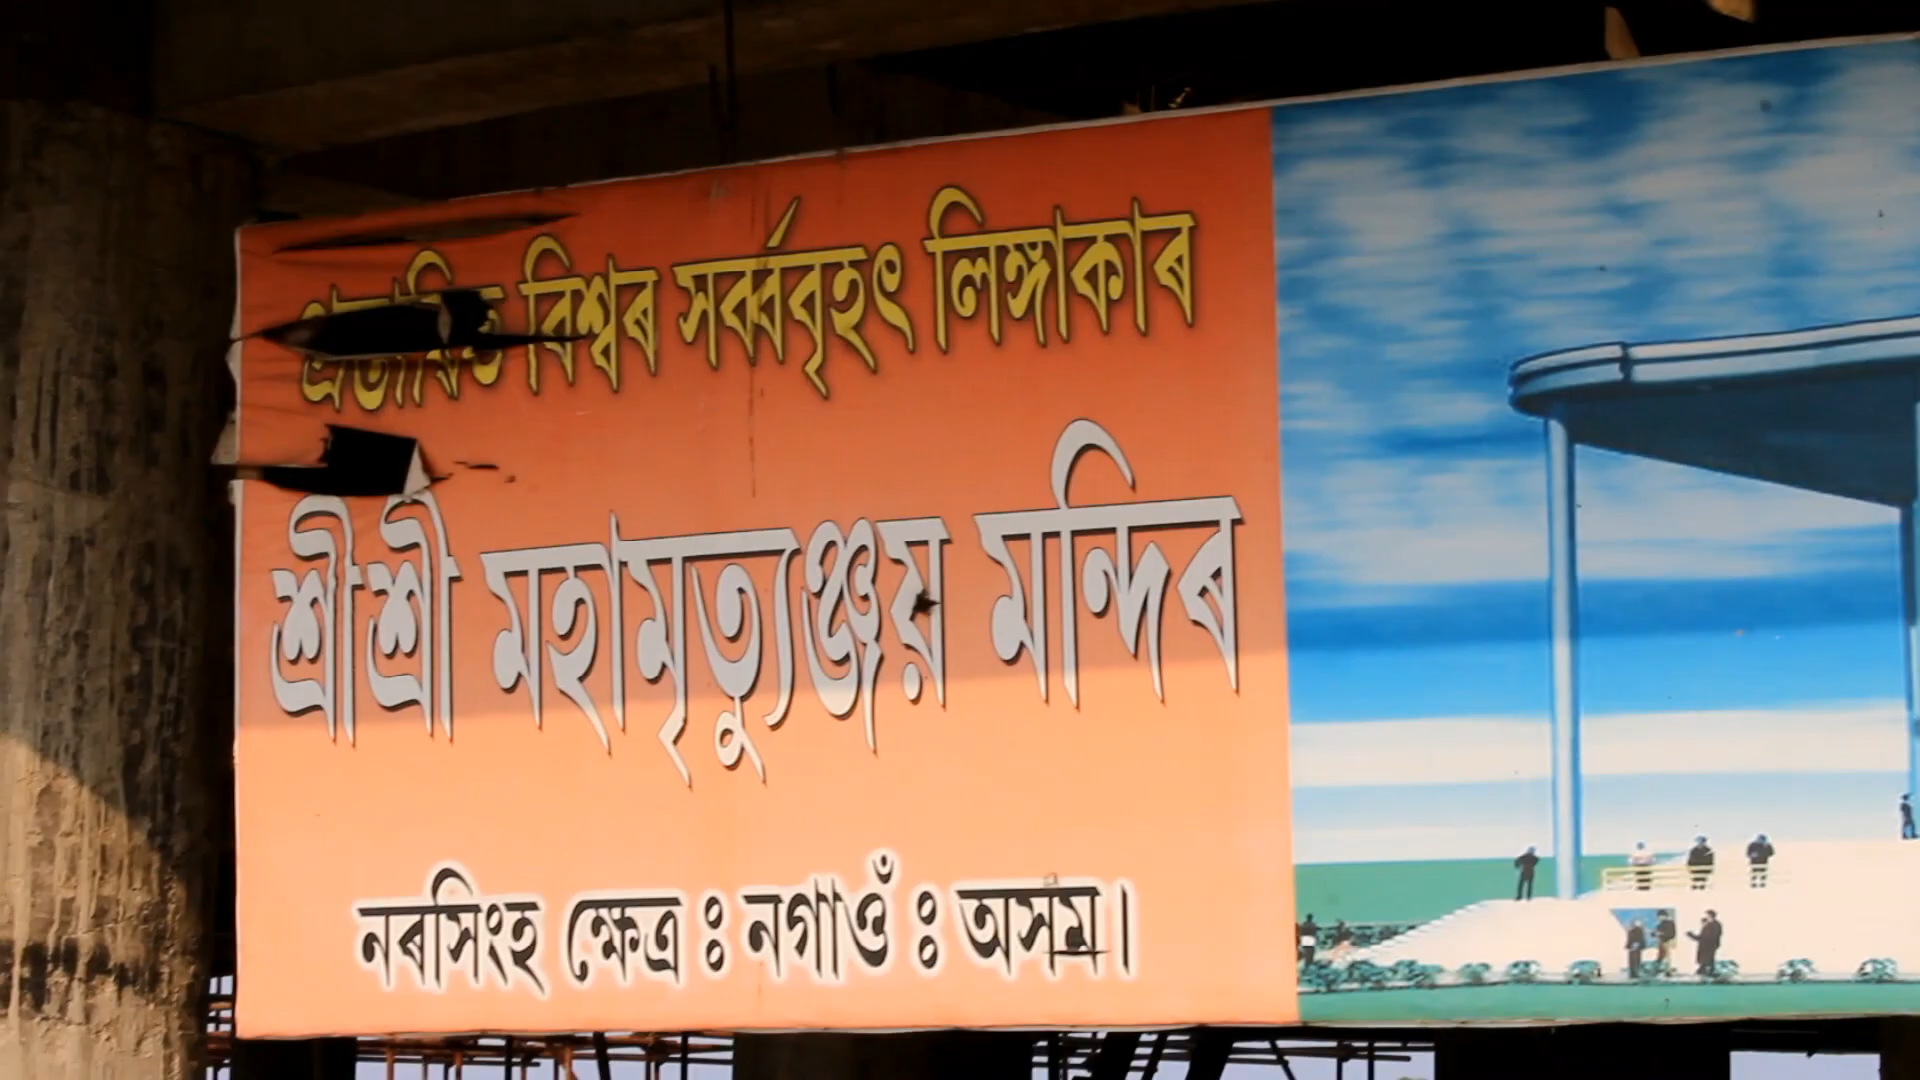 বিশ্বৰ সৰ্ব্ববৃহৎ লিঙ্গাকাৰ
শ্ৰীশ্ৰী মহামৃত্যুঞ্জয় মন্দিৰ
নৰসিংহ ক্ষেত্ৰ ঃ নগাওঁ ঃ অসম।